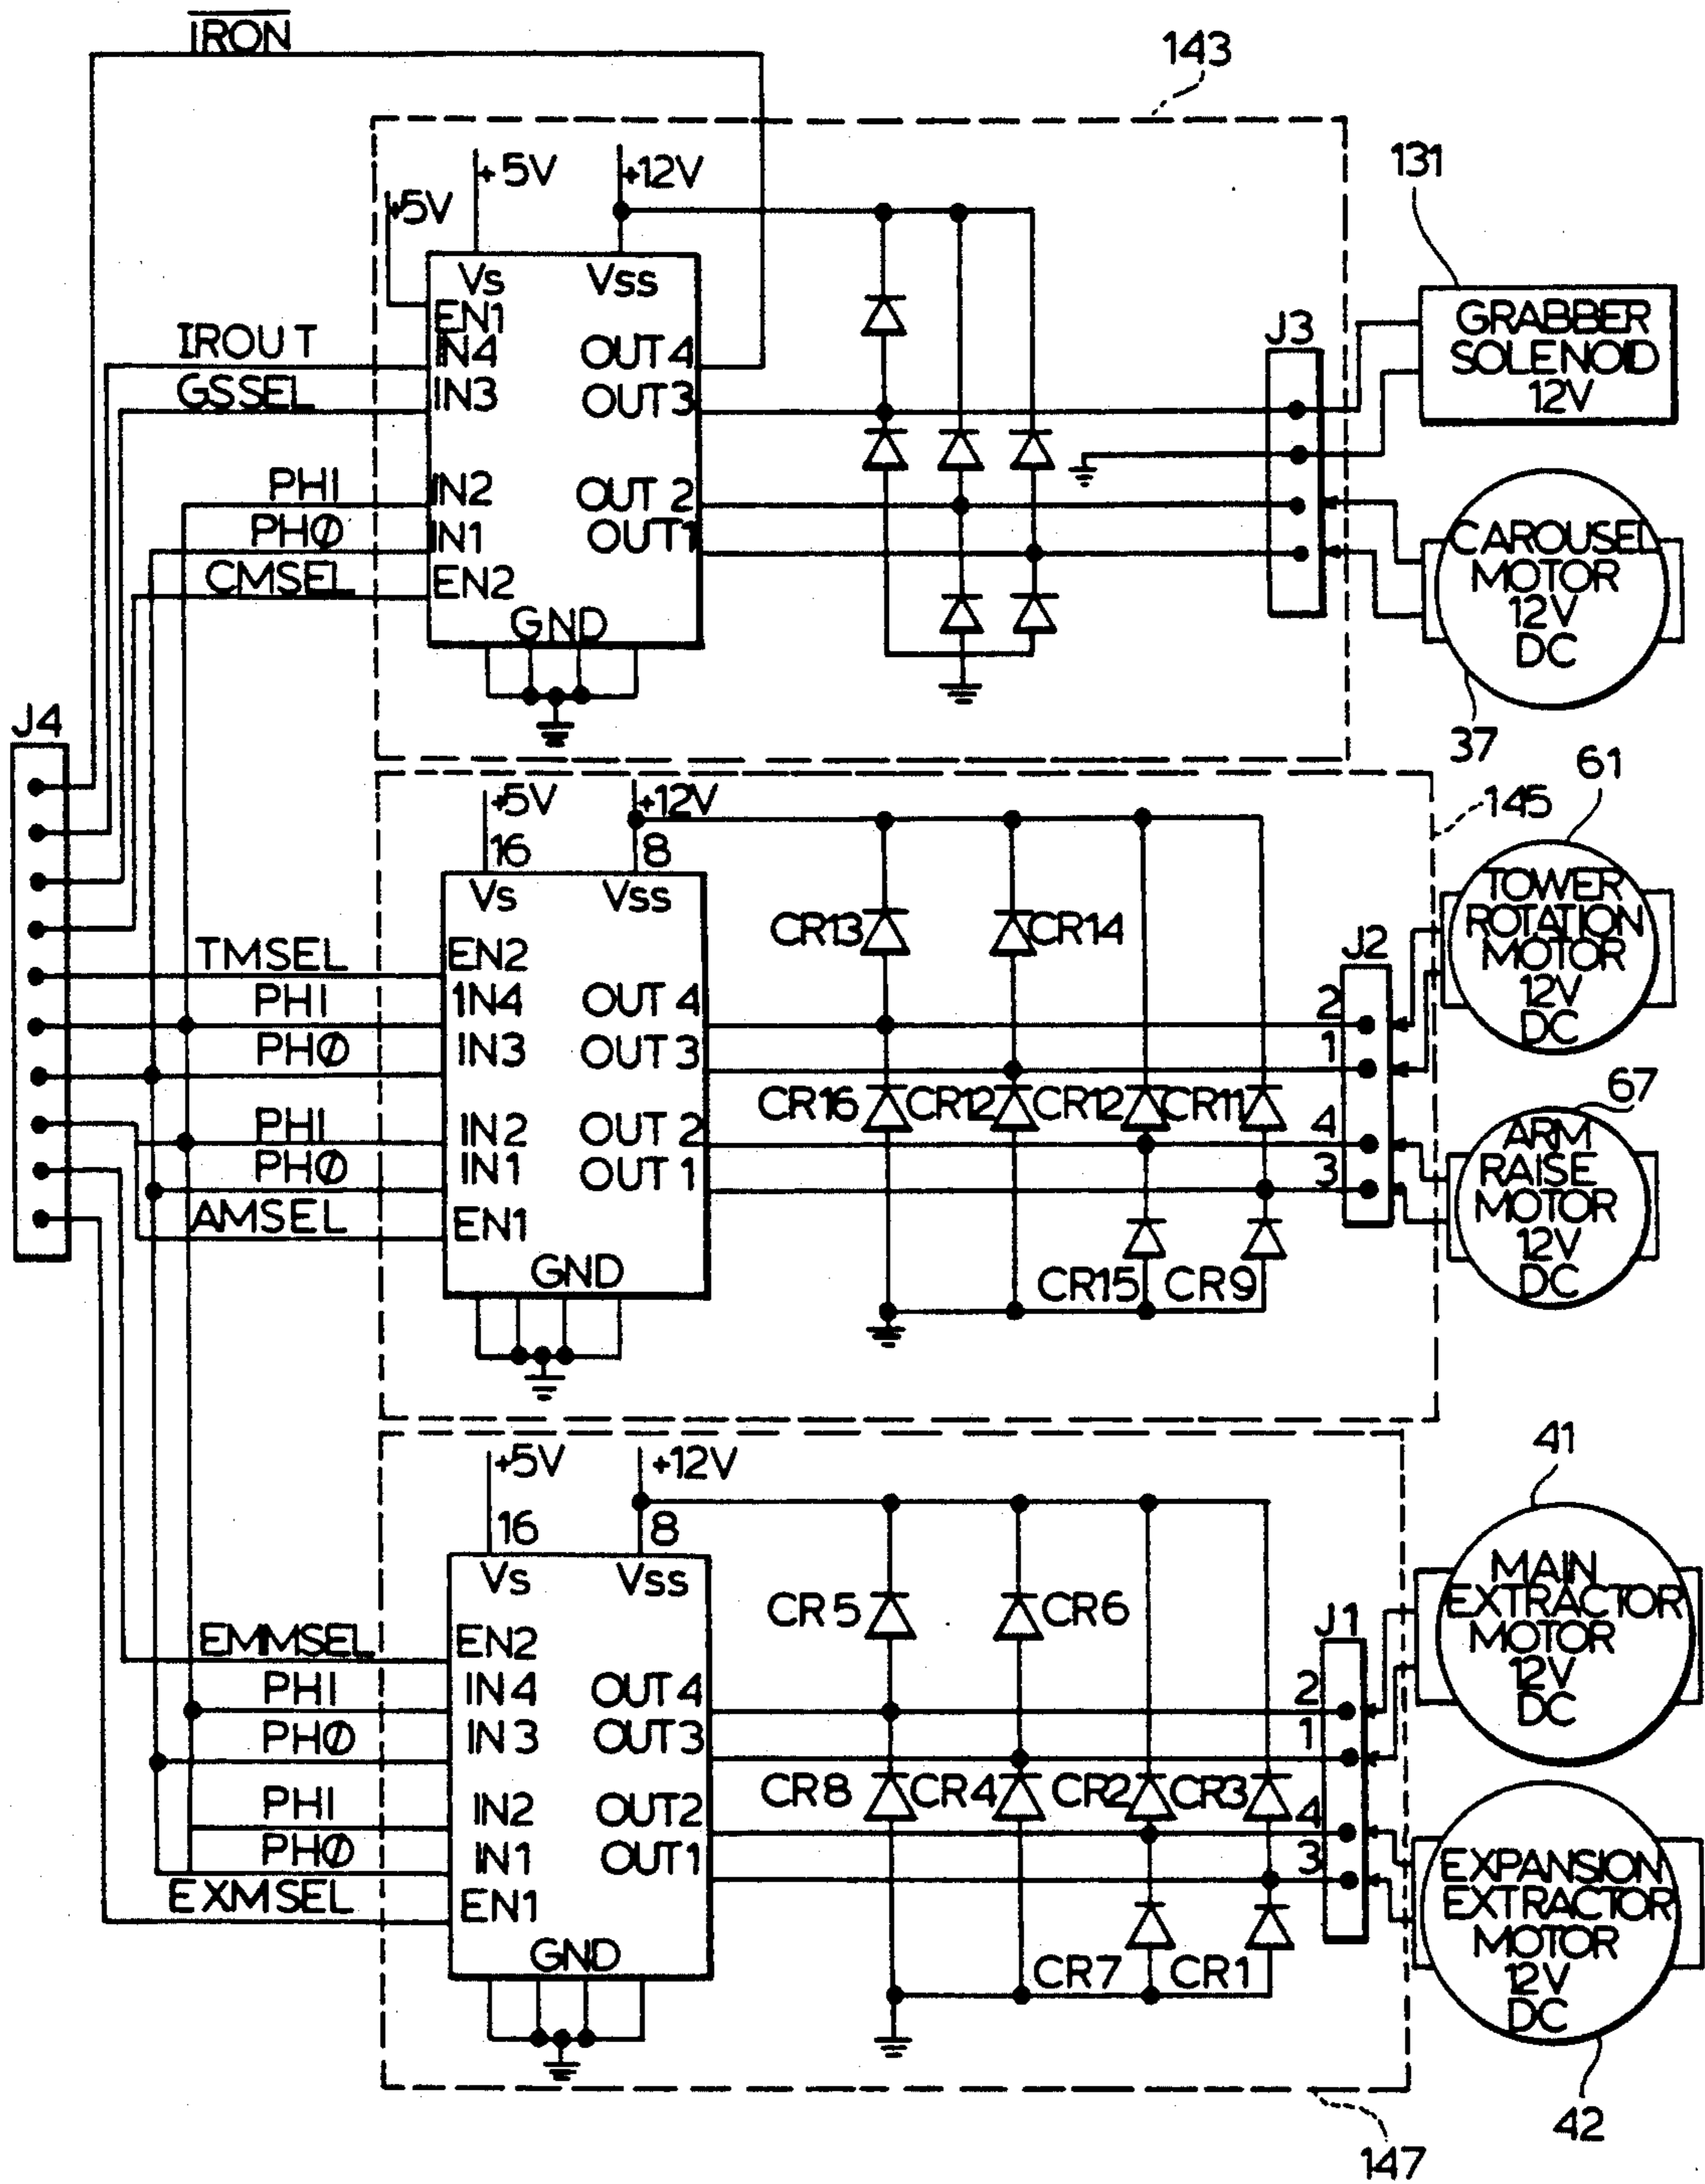 IRON
143
+5V
+12V
+5V
131
Vs
Vss
EN1
IROUT
IN4
OUT4
GSSEL
IN3
OUT3
J3
GRABBER
SOLENOID
12V
PH1
IN2
OUT 2
PHØ
IN1
OUT1
CMSEL
EN2
GND
CAROUSEL
MOTOR
12V
DC
37
J4
+5V
+12V
145
61
16
8
Vs
Vss
CR13
CR14
TMSEL
EN2
J2
TOWER
ROTATION
MOTOR
12V
DC
PH1
1N4
OUT 4
2
PHØ
IN3
OUT 3
1
CR16
CR12
CR12
CR11
67
PH1
IN2
OUT 2
4
PHØ
IN1
OUT 1
3
ARM
RAISE
MOTOR
12V
DC
AMSEL
EN1
GND
CR15
CR9
+5V
+12V
41
16
8
Vs
Vss
CR5
CR6
J1
MAIN
EXTRACTOR
MOTOR
12V
DC
EMMSEL
EN2
PH1
IN4
OUT4
2
PHØ
IN3
OUT3
1
CR8
CR4
CR2
CR3
PH1
IN2
OUT2
4
PHØ
IN1
OUT1
3
EXMSEL
EN1
EXPANSION
EXTRACTOR
MOTOR
12V
DC
GND
CR7
CR1
42
147